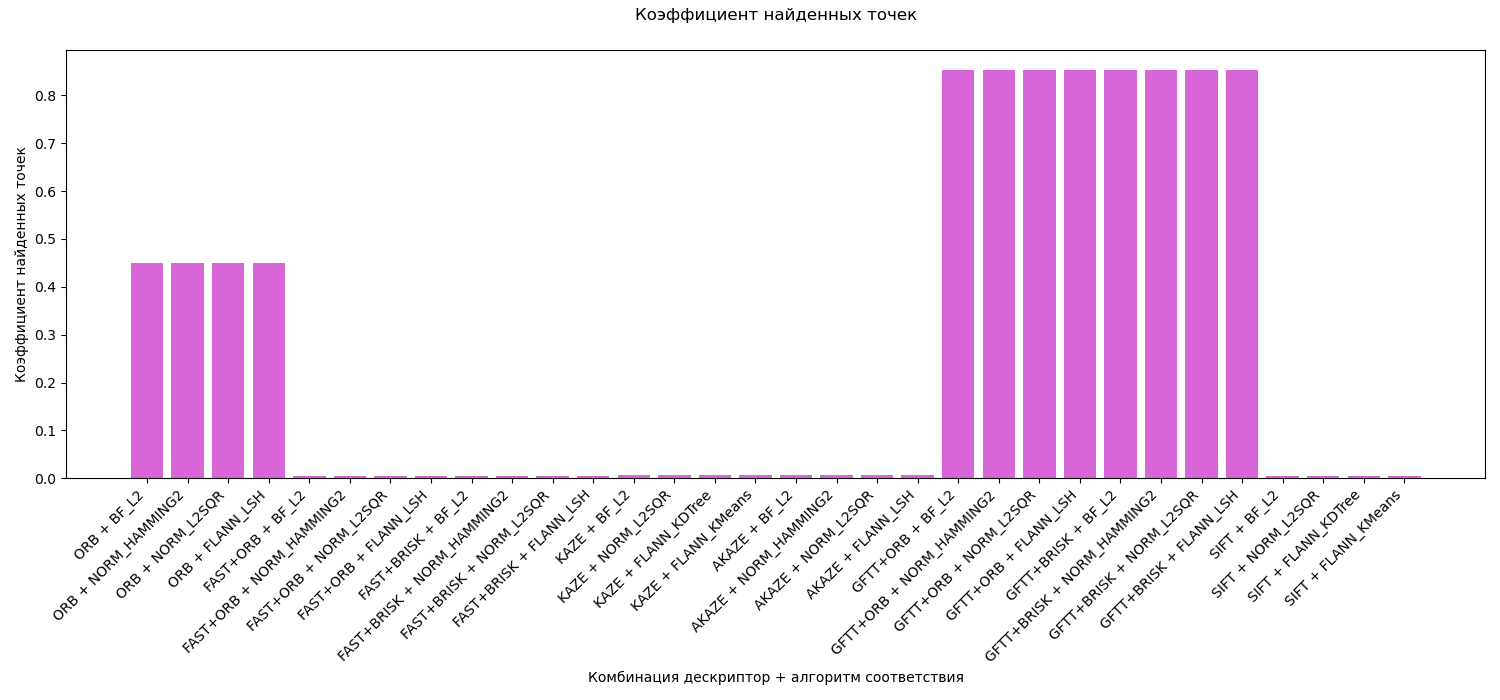 Коэффициент найденных точек
Коэффициент найденных точек
0.8
0.7
0.6
0.5
0.4
0.3
0.2
0.1
0.0
ORB + BF_L2
ORB + NORM_HAMMING2
ORB + NORM_L2SQR
ORB + FLANN_LSH
FAST+ORB + BF_L2
FAST+ORB + NORM_HAMMING2
FAST+ORB + NORM_L2SQR
FAST+ORB + FLANN_LSH
FAST+BRISK + BF_L2
FAST+BRISK + NORM_HAMMING2
FAST+BRISK + NORM_L2SQR
FAST+BRISK + FLANN_LSH
KAZE + BF_L2
KAZE + NORM_L2SQR
KAZE + FLANN_KDTree
KAZE + FLANN_KMeans
AKAZE + BF_L2
AKAZE + NORM_HAMMING2
AKAZE + NORM_L2SQR
AKAZE + FLANN_LSH
GFTT+ORB + BF_L2
GFTT+ORB + NORM_HAMMING2
GFTT+ORB + NORM_L2SQR
GFTT+ORB + FLANN_LSH
GFTT+BRISK + BF_L2
GFTT+BRISK + NORM_HAMMING2
GFTT+BRISK + NORM_L2SQR
GFTT+BRISK + FLANN_LSH
SIFT + BF_L2
SIFT + NORM_L2SQR
SIFT + FLANN_KDTree
SIFT + FLANN_KMeans
Комбинация дескриптор + алгоритм соответствия